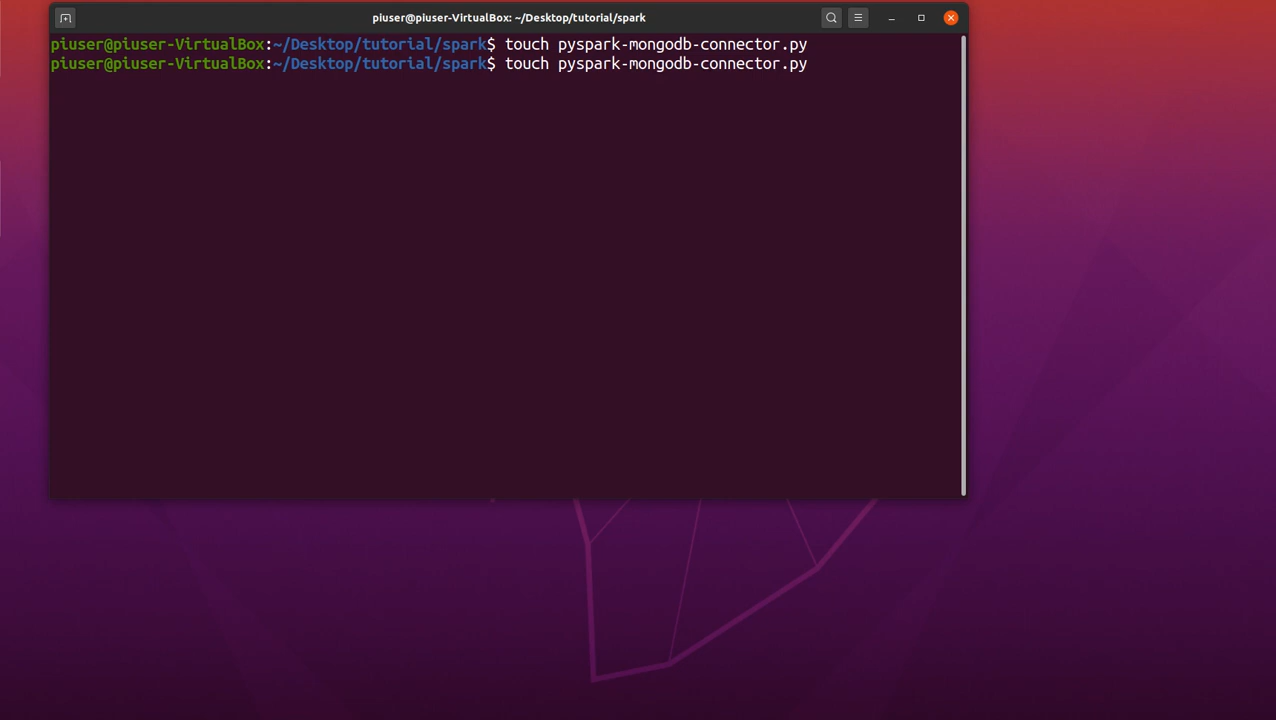 piuser@piuser-VirtualBox: ~/Desktop/tutorial/spark
piuser@piuser-VirtualBox:~/Desktop/tutorial/spark$ touch pyspark-mongodb-connector.py
piuser@piuser-VirtualBox:~/Desktop/tutorial/spark$ touch pyspark-mongodb-connector.py